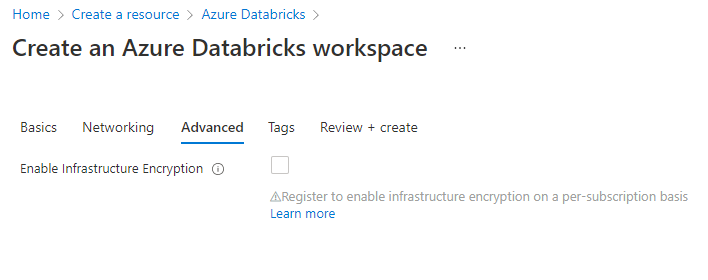 Home > Create a resource > Azure Databricks >
Create an Azure Databricks workspace ...
Basics Networking Advanced Tags Review + create
Enable Infrastructure Encryption
⚠Register to enable infrastructure encryption on a per-subscription basis
Learn more